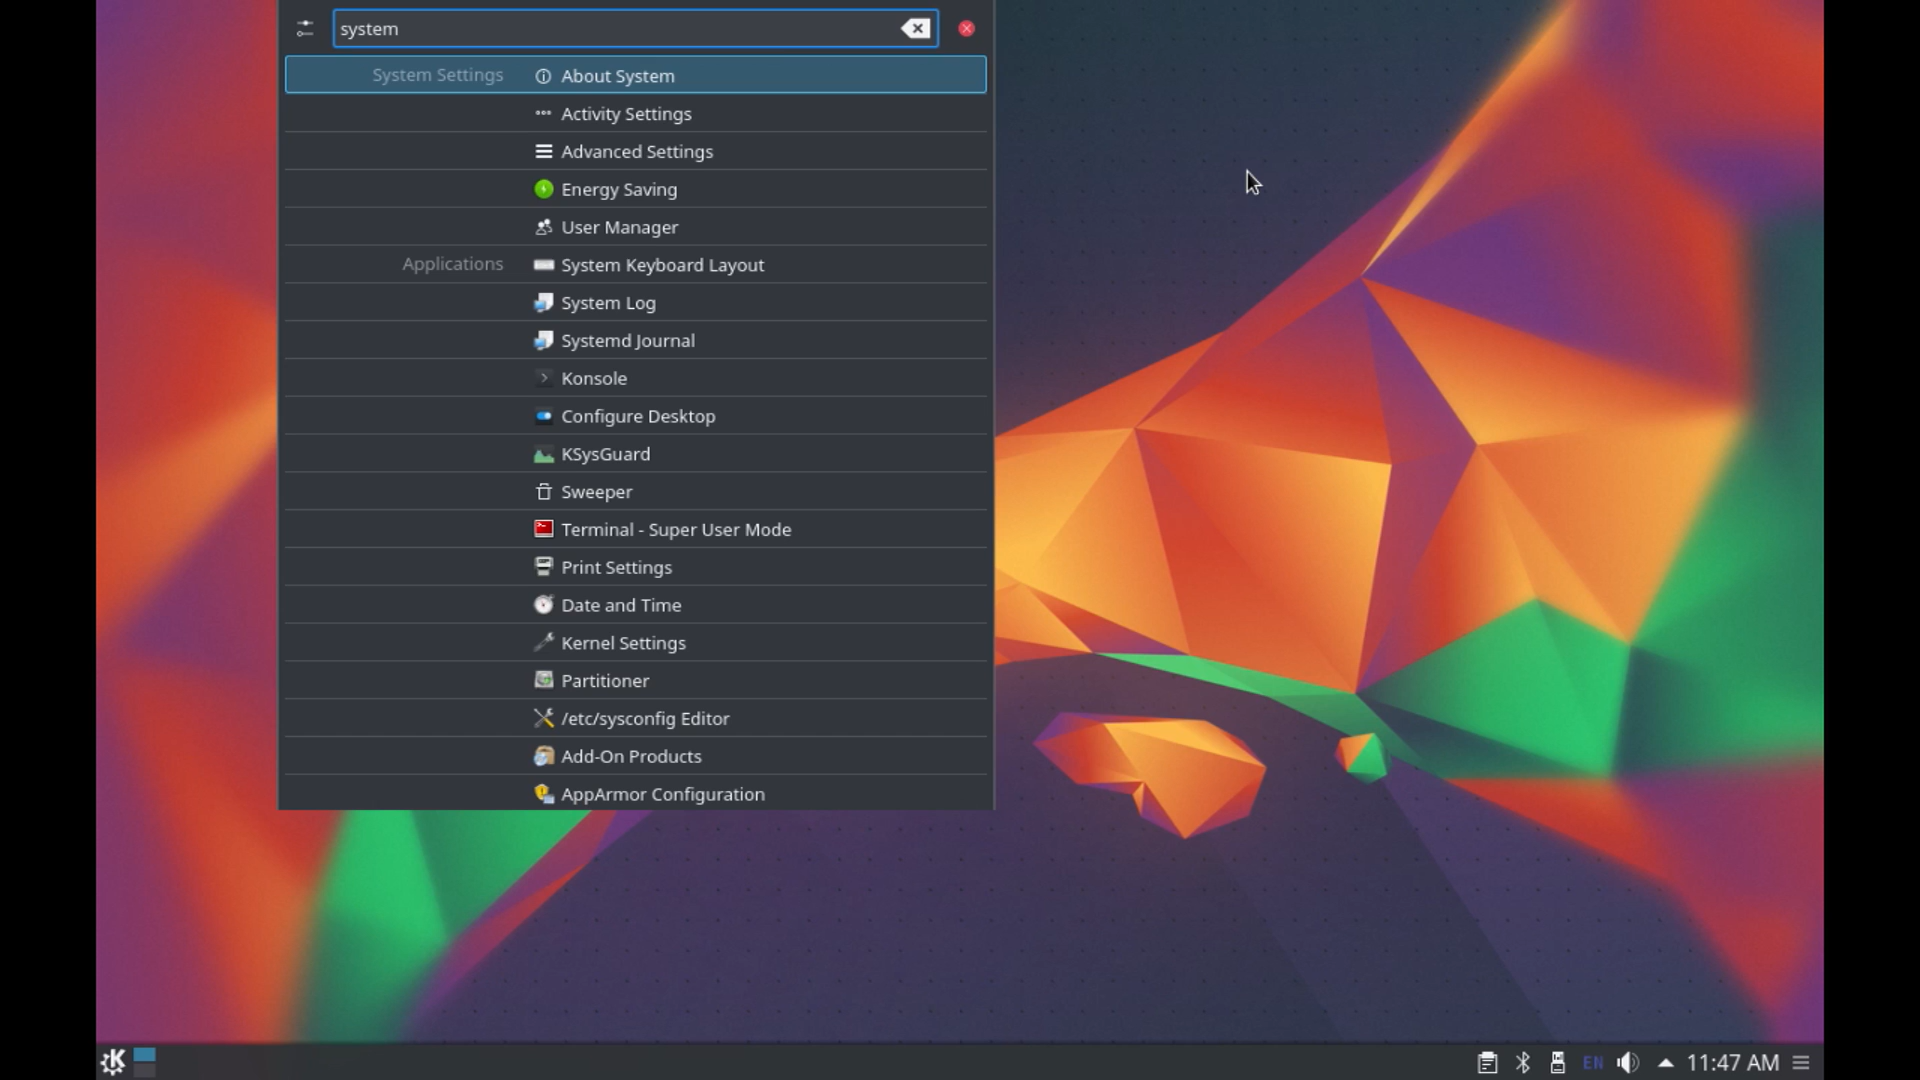 system
System Settings About System
Activity Settings
Advanced Settings
Energy Saving
User Manager
Applications System Keyboard Layout
System Log
Systemd Journal
Konsole
Configure Desktop
KSysGuard
Sweeper
Terminal - Super User Mode
Print Settings
Date and Time
Kernel Settings
Partitioner
/etc/sysconfig Editor
Add-On Products
AppArmor Configuration
EN 11:47 AM